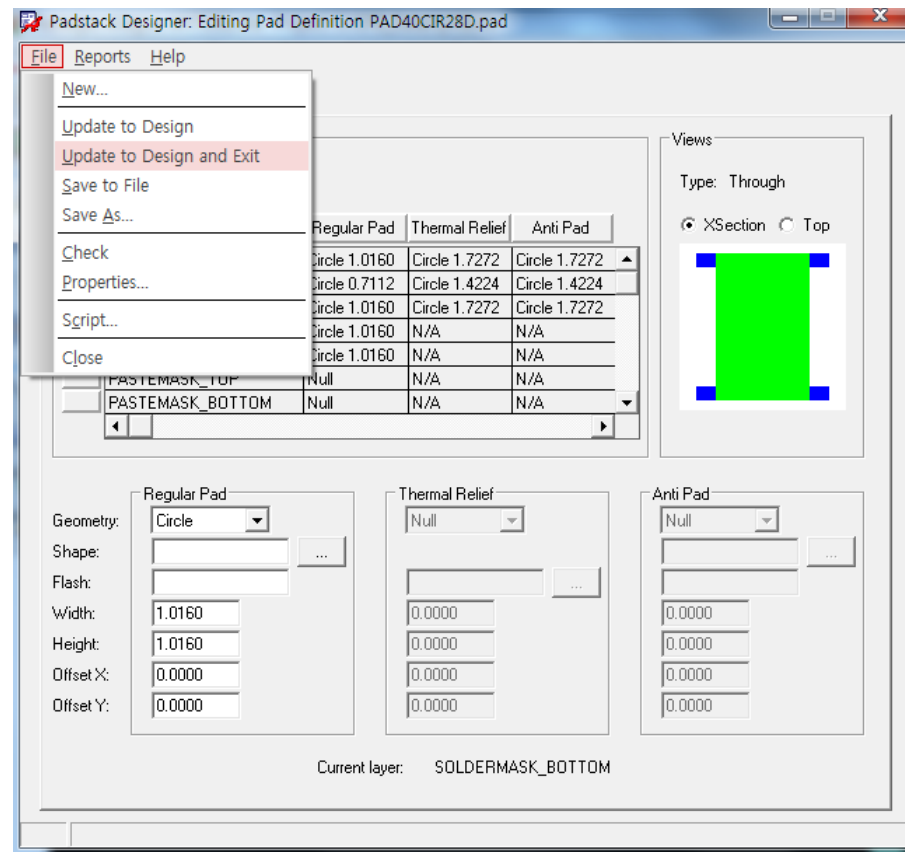 Padstack Designer: Editing Pad Definition PAD40CIR28D.pad
File Reports Help
New...
Update to Design
Update to Design and Exit
Save to File
Save As...
Check
Properties...
Script...
Close
Regular Pad Thermal Relief Anti Pad
Circle 1.0160 Circle 1.7272 Circle 1.7272
Circle 0.7112 Circle 1.4224 Circle 1.4224
Circle 1.0160 Circle 1.7272 Circle 1.7272
Circle 1.0160 N/A N/A
Circle 1.0160 N/A N/A
PASTEMASK_TOP Null N/A N/A
PASTEMASK_BOTTOM Null N/A N/A
Views
Type: Through
XSection Top
Regular Pad Thermal Relief Anti Pad
Geometry: Circle Null Null
Shape: ... ...
Flash: ...
Width: 1.0160 0.0000 0.0000
Height: 1.0160 0.0000 0.0000
Offset X: 0.0000 0.0000 0.0000
Offset Y: 0.0000 0.0000 0.0000
Current layer: SOLDERMASK_BOTTOM